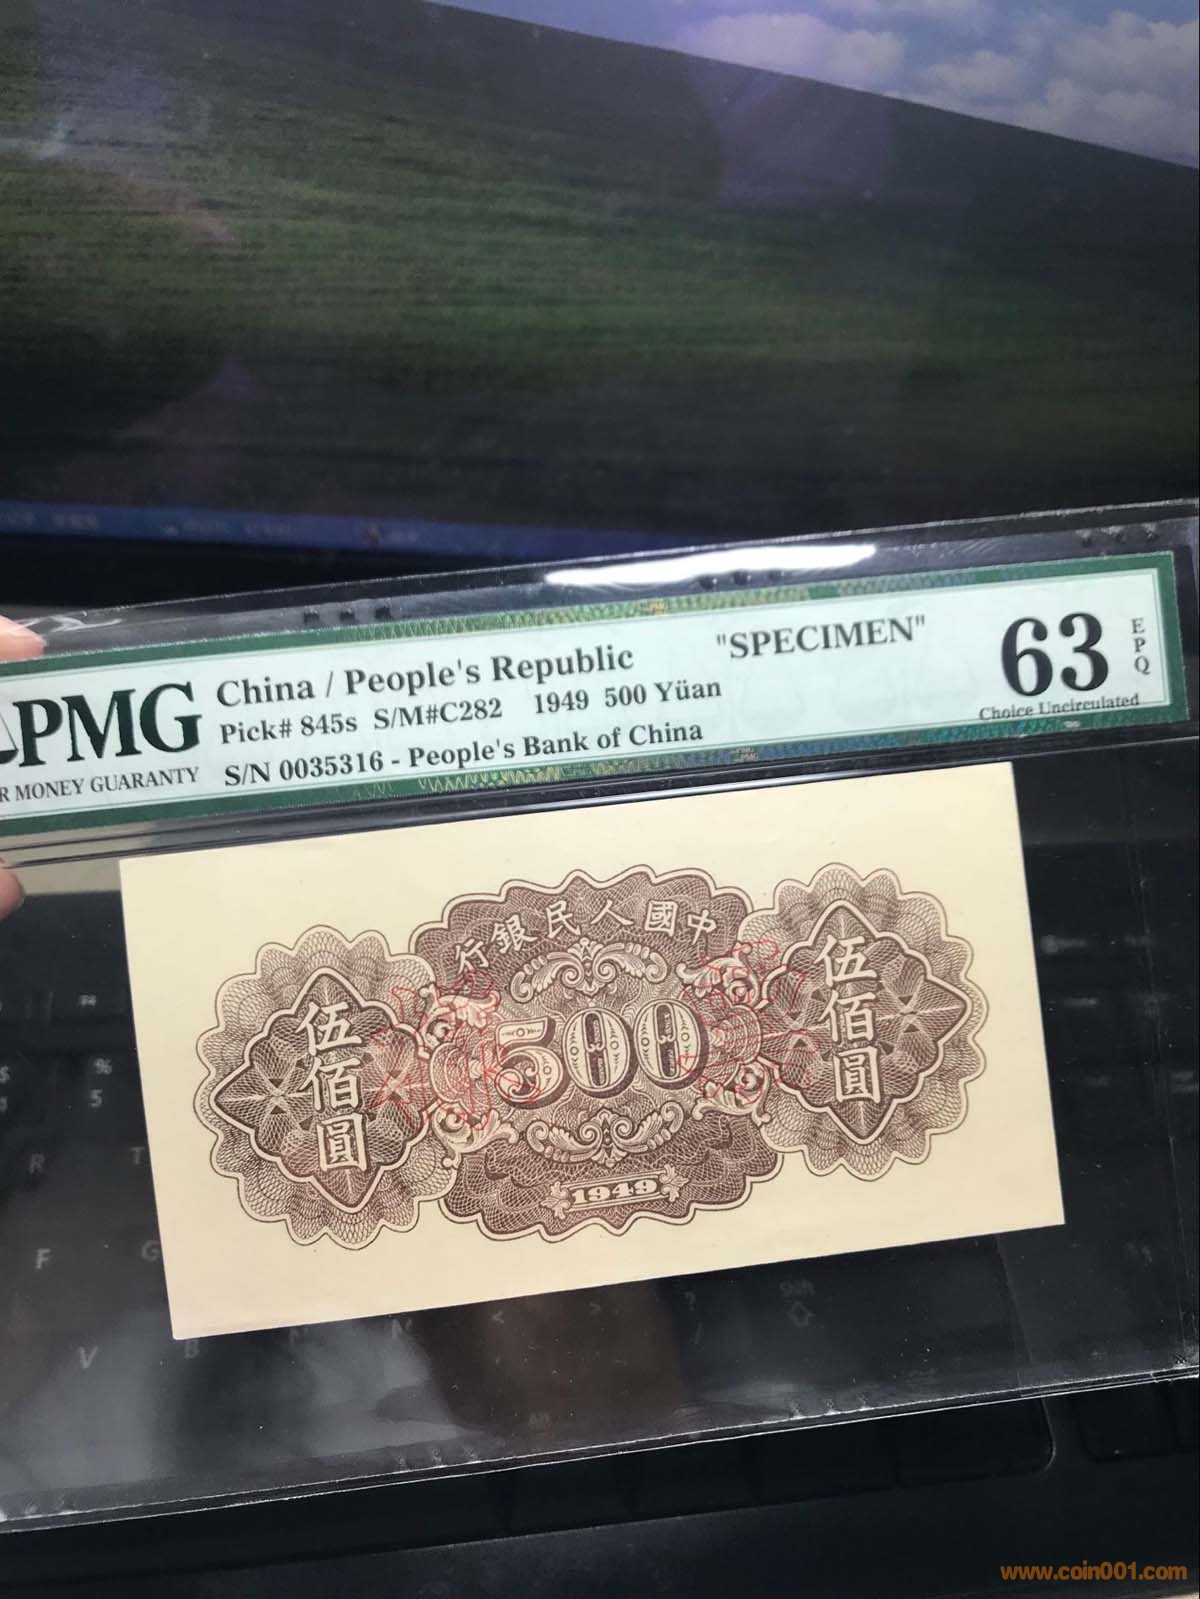 PMG
China / People's Republic
"SPECIMEN"
63
EPQ
Pick# 845s S/M#C282 1949 500 Yüan
Choice Uncirculated
S/N 0035316 - People's Bank of China
MONEY GUARANTY
行銀民人國中
伍佰圓
500
伍佰圓
1949
F4
%
5
R
T
F
G
V
B
N
M
<
>
?
/
www.coin001.com